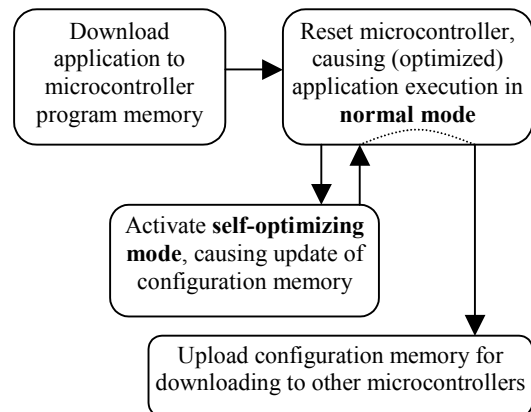 Download
application to
microcontroller
program memory
Reset microcontroller,
causing (optimized)
application execution in
normal mode
Activate self-optimizing
mode, causing update of
configuration memory
Upload configuration memory for
downloading to other microcontrollers